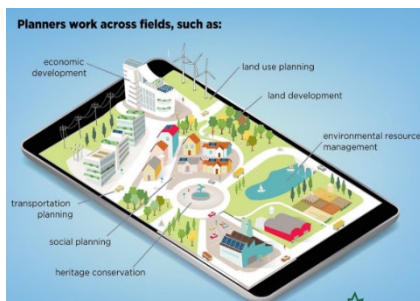 Planners work across fields, such as:
economic
development
land use planning
land development
environmental resource
management
transportation
planning
social planning
heritage conservation